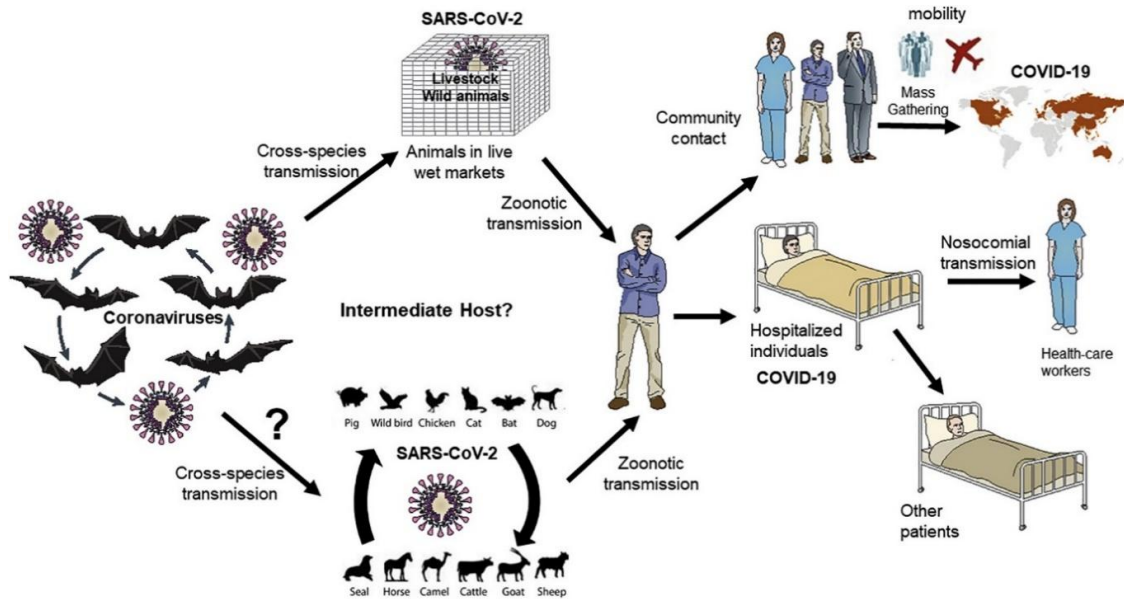 SARS-CoV-2
Livestock
Wild animals
Animals in live
wet markets
Cross-species
transmission
Zoonotic
transmission
Coronaviruses
Intermediate Host?
?
Cross-species
transmission
Pig Wild bird Chicken Cat Bat Dog
SARS-CoV-2
Seal Horse Camel Cattle Goat Sheep
Zoonotic
transmission
Community
contact
mobility
Mass
Gathering
COVID-19
Hospitalized
individuals
COVID-19
Nosocomial
transmission
Health-care
workers
Other
patients